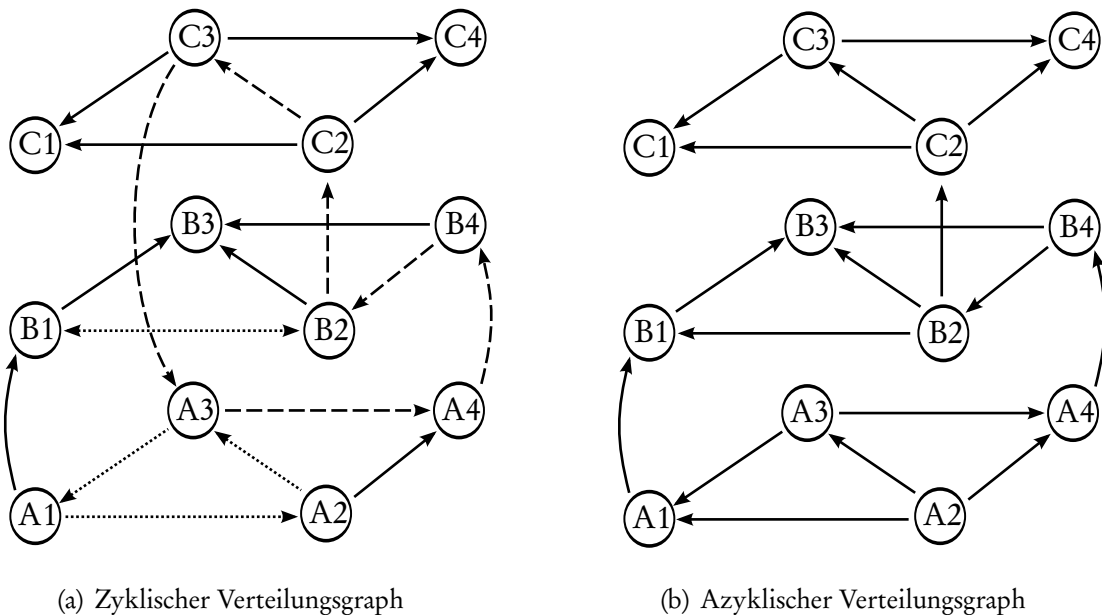 C3 C4 C3 C4
C1 C2 C1 C2
B3 B4 B3 B4
B1 B2 B1 B2
A3 A4 A3 A4
A1 A2 A1 A2
(a) Zyklischer Verteilungsgraph
(b) Azyklischer Verteilungsgraph